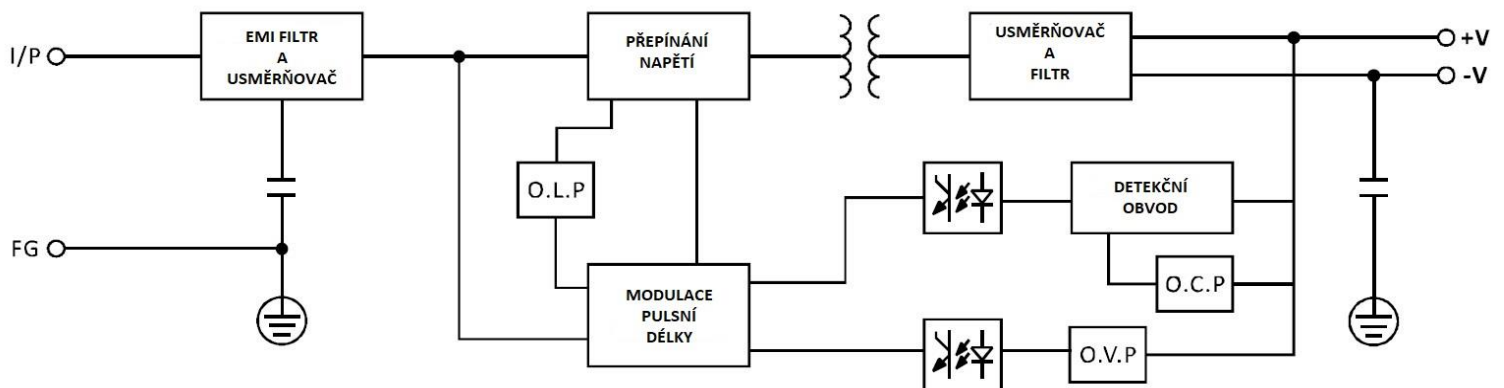 I/P
EMI FILTR
A
USMĚRŇOVAČ
PŘEPÍNÁNÍ
NAPĚTÍ
USMĚRŇOVAČ
A
FILTR
+V
-V
O.L.P
DETEKČNÍ
OBVOD
FG
O.C.P
MODULACE
PULSNÍ
DÉLKY
O.V.P